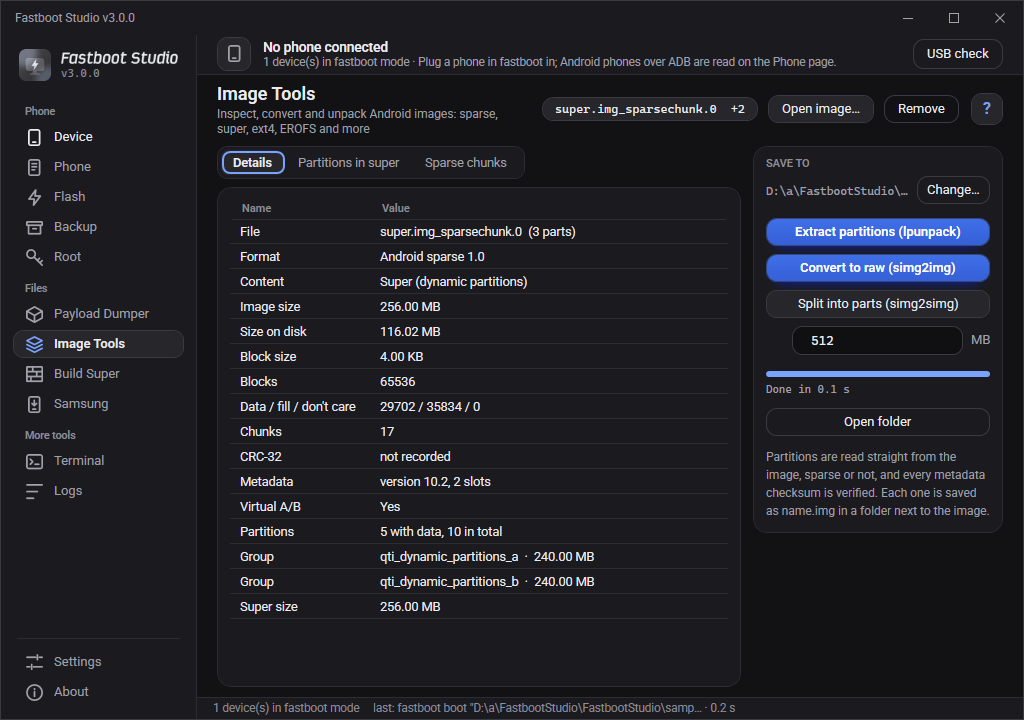 Fastboot Studio v3.0.0
Fastboot Studio
v3.0.0
Phone
Device
Phone
Flash
Backup
Root
Files
Payload Dumper
Image Tools
Build Super
Samsung
More tools
Terminal
Logs
Settings
About
No phone connected
1 device(s) in fastboot mode · Plug a phone in fastboot in; Android phones over ADB are read on the Phone page.
USB check
Image Tools
Inspect, convert and unpack Android images: sparse,
super, ext4, EROFS and more
super.img_sparsechunk.0 +2
Open image…
Remove
?
Details Partitions in super Sparse chunks
Name Value
File super.img_sparsechunk.0 (3 parts)
Format Android sparse 1.0
Content Super (dynamic partitions)
Image size 256.00 MB
Size on disk 116.02 MB
Block size 4.00 KB
Blocks 65536
Data / fill / don't care 29702 / 35834 / 0
Chunks 17
CRC-32 not recorded
Metadata version 10.2, 2 slots
Virtual A/B Yes
Partitions 5 with data, 10 in total
Group qti_dynamic_partitions_a · 240.00 MB
Group qti_dynamic_partitions_b · 240.00 MB
Super size 256.00 MB
SAVE TO
D:\a\FastbootStudio\…
Change…
Extract partitions (lpunpack)
Convert to raw (simg2img)
Split into parts (simg2simg)
512 MB
Done in 0.1 s
Open folder
Partitions are read straight from the
image, sparse or not, and every metadata
checksum is verified. Each one is saved
as name.img in a folder next to the image.
1 device(s) in fastboot mode last: fastboot boot "D:\a\FastbootStudio\FastbootStudio\samp… · 0.2 s